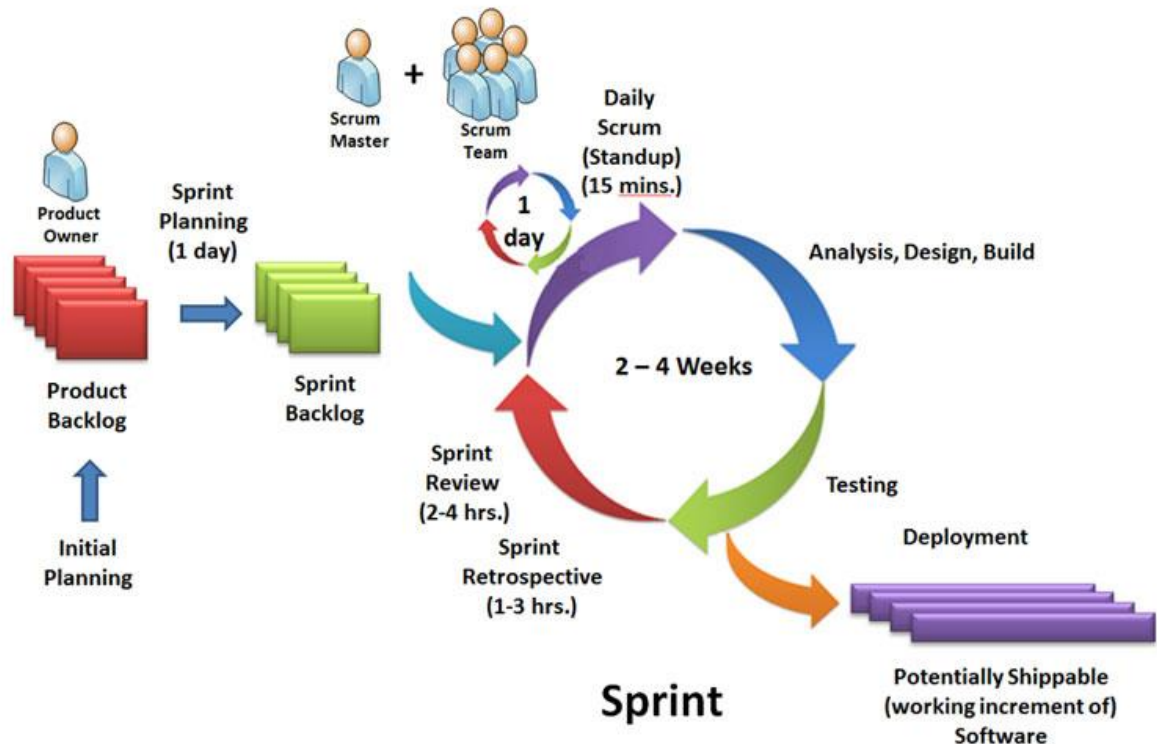 Scrum
Master
+
Scrum
Team
Product
Owner
Sprint
Planning
(1 day)
Daily
Scrum
(Standup)
(15 mins.)
1
day
Analysis, Design, Build
2 – 4 Weeks
Product
Backlog
Sprint
Backlog
Initial
Planning
Sprint
Review
(2-4 hrs.)
Sprint
Retrospective
(1-3 hrs.)
Testing
Deployment
Potentially Shippable
(working increment of)
Software
Sprint